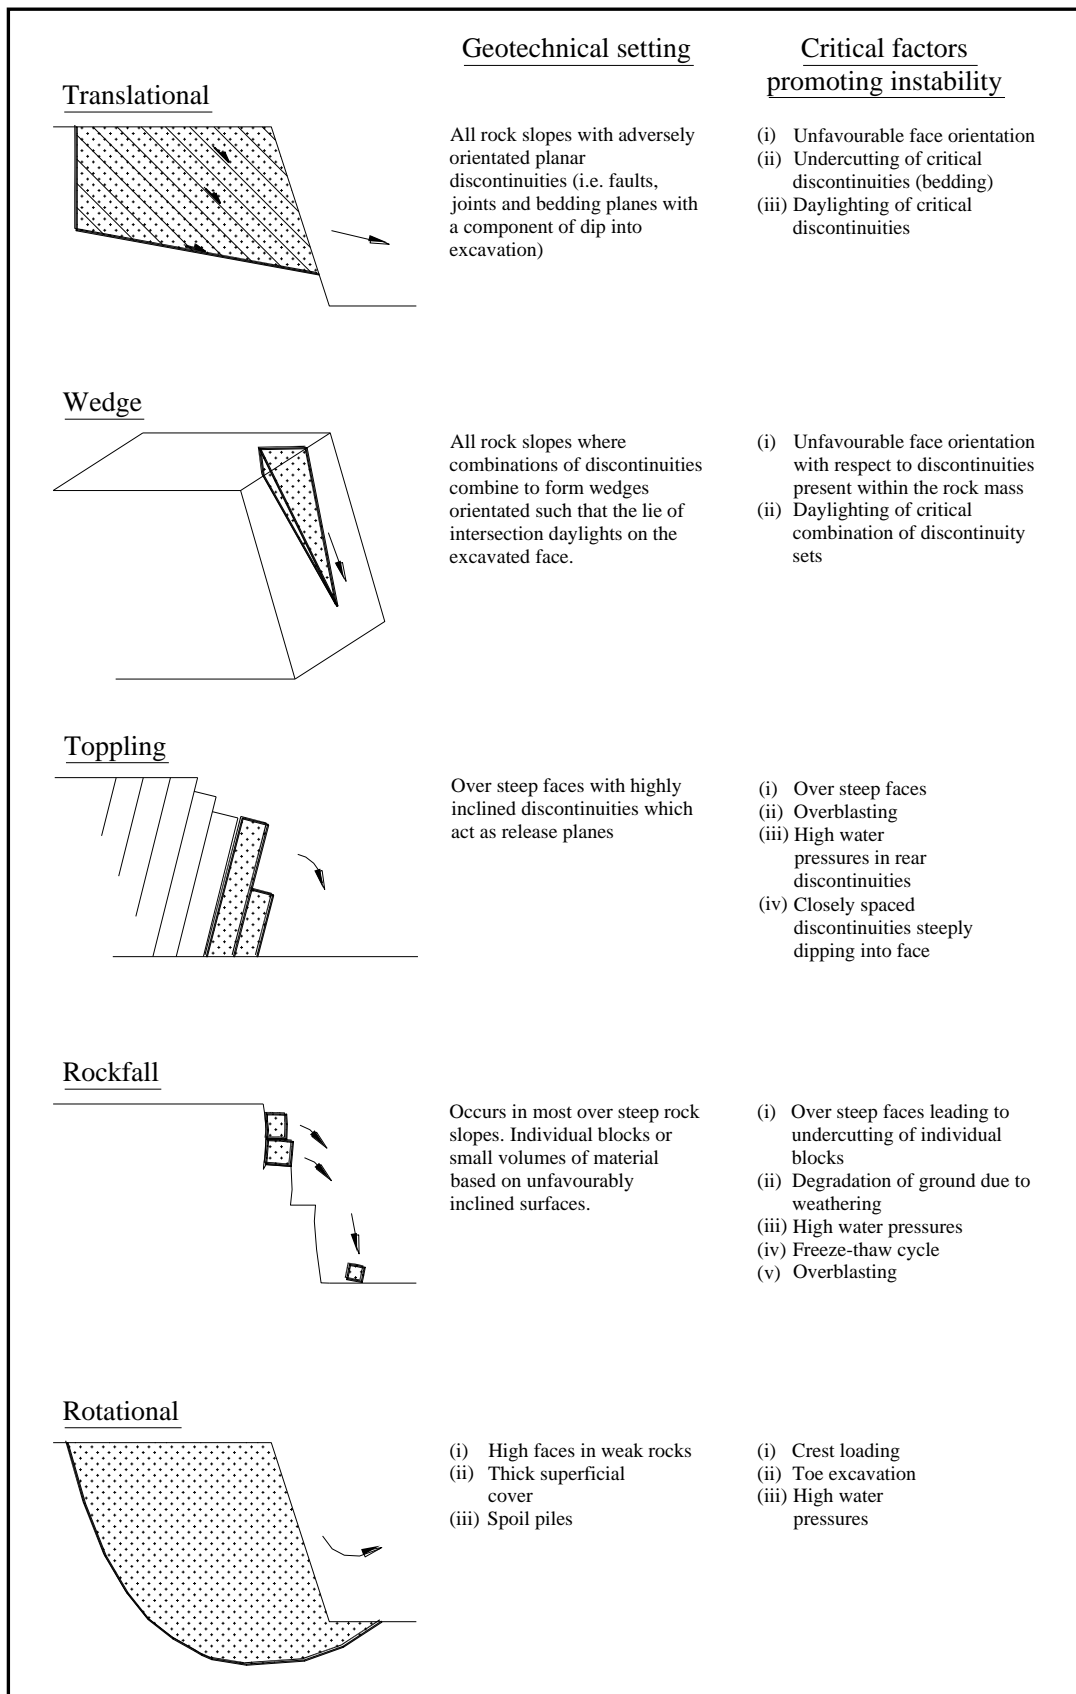 Geotechnical setting
Critical factors
promoting instability
Translational
All rock slopes with adversely
orientated planar
discontinuities (i.e. faults,
joints and bedding planes with
a component of dip into
excavation)
(i) Unfavourable face orientation
(ii) Undercutting of critical
discontinuities (bedding)
(iii) Daylighting of critical
discontinuities
Wedge
All rock slopes where
combinations of discontinuities
combine to form wedges
orientated such that the lie of
intersection daylights on the
excavated face.
(i) Unfavourable face orientation
with respect to discontinuities
present within the rock mass
(ii) Daylighting of critical
combination of discontinuity
sets
Toppling
Over steep faces with highly
inclined discontinuities which
act as release planes
(i) Over steep faces
(ii) Overblasting
(iii) High water
pressures in rear
discontinuities
(iv) Closely spaced
discontinuities steeply
dipping into face
Rockfall
Occurs in most over steep rock
slopes. Individual blocks or
small volumes of material
based on unfavourably
inclined surfaces.
(i) Over steep faces leading to
undercutting of individual
blocks
(ii) Degradation of ground due to
weathering
(iii) High water pressures
(iv) Freeze-thaw cycle
(v) Overblasting
Rotational
(i) High faces in weak rocks
(ii) Thick superficial
cover
(iii) Spoil piles
(i) Crest loading
(ii) Toe excavation
(iii) High water
pressures